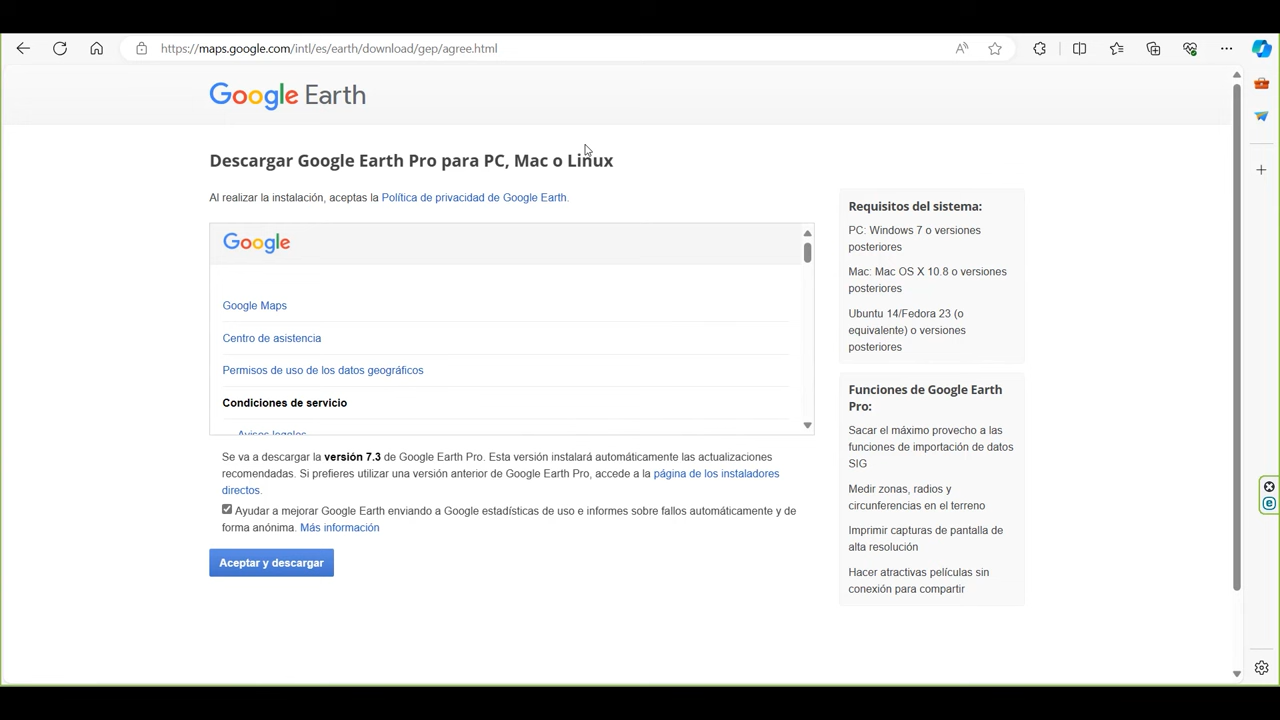 https://maps.google.com/intl/es/earth/download/gep/agree.html
Google Earth
Descargar Google Earth Pro para PC, Mac o Linux
Al realizar la instalación, aceptas la Política de privacidad de Google Earth.
Google
Google Maps
Centro de asistencia
Permisos de uso de los datos geográficos
Condiciones de servicio
Avisos legales
Se va a descargar la versión 7.3 de Google Earth Pro. Esta versión instalará automáticamente las actualizaciones
recomendadas. Si prefieres utilizar una versión anterior de Google Earth Pro, accede a la página de los instaladores
directos.
Ayudar a mejorar Google Earth enviando a Google estadísticas de uso e informes sobre fallos automáticamente y de
forma anónima. Más información
Aceptar y descargar
Requisitos del sistema:
PC: Windows 7 o versiones
posteriores
Mac: Mac OS X 10.8 o versiones
posteriores
Ubuntu 14/Fedora 23 (o
equivalente) o versiones
posteriores
Funciones de Google Earth
Pro:
Sacar el máximo provecho a las
funciones de importación de datos
SIG
Medir zonas, radios y
circunferencias en el terreno
Imprimir capturas de pantalla de
alta resolución
Hacer atractivas películas sin
conexión para compartir